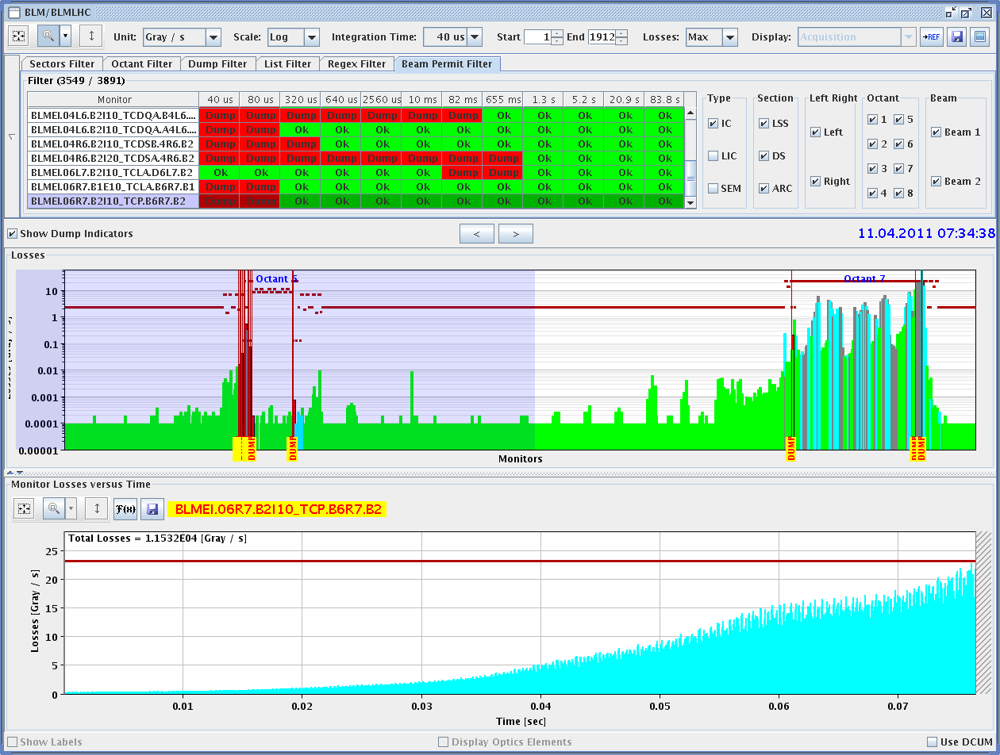 BLM/BLMLHC
Unit: Gray / s Scale: Log Integration Time: 40 us Start 1 End 1912 Losses: Max Display: Acquisition →REF
Sectors Filter Octant Filter Dump Filter List Filter Regex Filter Beam Permit Filter
Filter (3549 / 3891)
Monitor 40 us 80 us 320 us 640 us 2560 us 10 ms 82 ms 655 ms 1.3 s 5.2 s 20.9 s 83.8 s
BLMEI.04L6.B2I10_TCDQA.B4L6.... Dump Dump Dump Dump Dump Dump Dump Ok Ok Ok Ok Ok
BLMEI.04L6.B2I10_TCDQA.A4L6.... Dump Dump Ok Ok Ok Ok Ok Ok Ok Ok Ok Ok
BLMEI.04R6.B2I10_TCDSB.4R6.B2 Dump Dump Dump Ok Ok Ok Ok Ok Ok Ok Ok Ok
BLMEI.04R6.B2I20_TCDSA.4R6.B2 Dump Dump Dump Dump Dump Dump Dump Dump Ok Ok Ok Ok
BLMEI.06L7.B2I10_TCLA.D6L7.B2 Ok Ok Ok Ok Ok Ok Dump Dump Ok Ok Ok Ok
BLMEI.06R7.B1E10_TCLA.B6R7.B1 Dump Dump Ok Ok Ok Ok Ok Ok Ok Ok Ok Ok
BLMEI.06R7.B2I10_TCP.B6R7.B2 Dump Dump Ok Ok Ok Ok Ok Ok Ok Ok Ok Ok
Type Section Left Right Octant Beam
IC LSS Left 1 5 Beam 1
LIC DS 2 6
SEM ARC Right 3 7 Beam 2
4 8
Show Dump Indicators < > 11.04.2011 07:34:38
Losses
Octant 6 Octant 7
10
1
0.1
0.01
0.001
0.0001
0.00001
DUMP DUMP DUMP DUMP DUMP
Monitors
Monitor Losses versus Time
F(x) BLMEI.06R7.B2I10_TCP.B6R7.B2
Total Losses = 1.1532E04 [Gray / s]
Losses [Gray / s]
25
20
15
10
5
0
0.01 0.02 0.03 0.04 0.05 0.06 0.07
Time [sec]
Show Labels Display Optics Elements Use DCUM